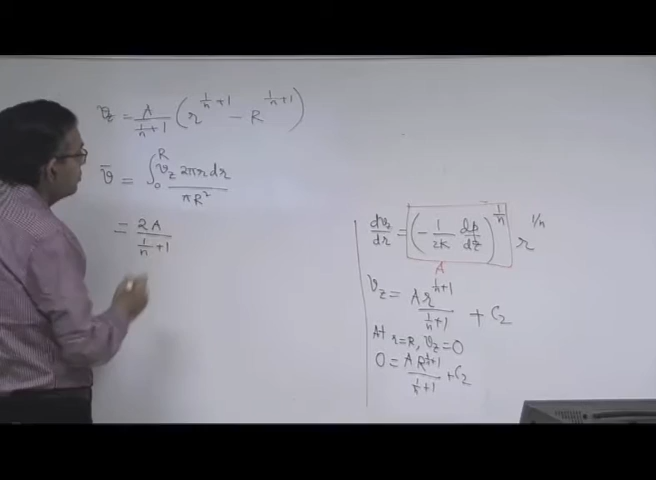 v_z = A/(1/n + 1) (r^(1/n + 1) − R^(1/n + 1))
v̄ = ∫₀^R v_z 2πr dr / πR²
= 2A/(1/n + 1)
dv_z/dr = (− 1/2K dp/dz)^(1/n) r^(1/n)
A
v_z = A r^(1/n + 1)/(1/n + 1) + C₂
At r=R, v_z = 0
0 = A R^(1/n + 1)/(1/n + 1) + C₂